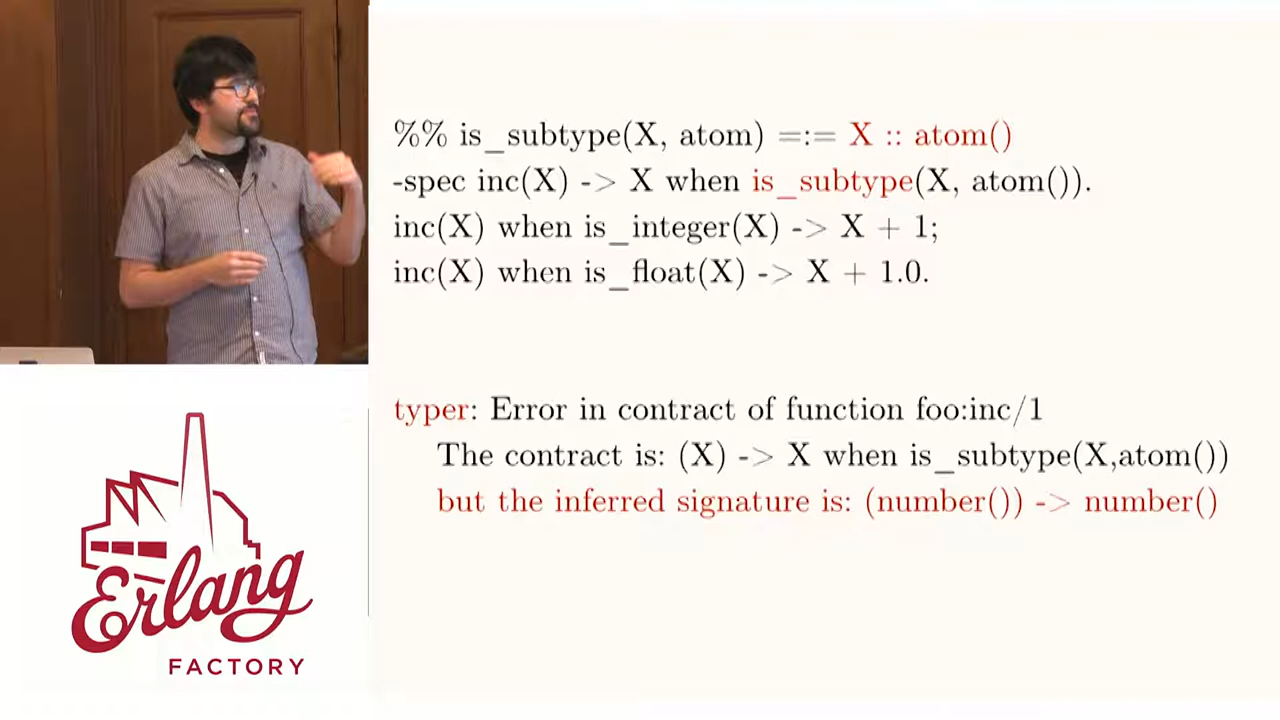 %% is_subtype(X, atom) =:= X :: atom()
-spec inc(X) -> X when is_subtype(X, atom()).
inc(X) when is_integer(X) -> X + 1;
inc(X) when is_float(X) -> X + 1.0.
typer: Error in contract of function foo:inc/1
The contract is: (X) -> X when is_subtype(X,atom())
but the inferred signature is: (number()) -> number()
Erlang
FACTORY